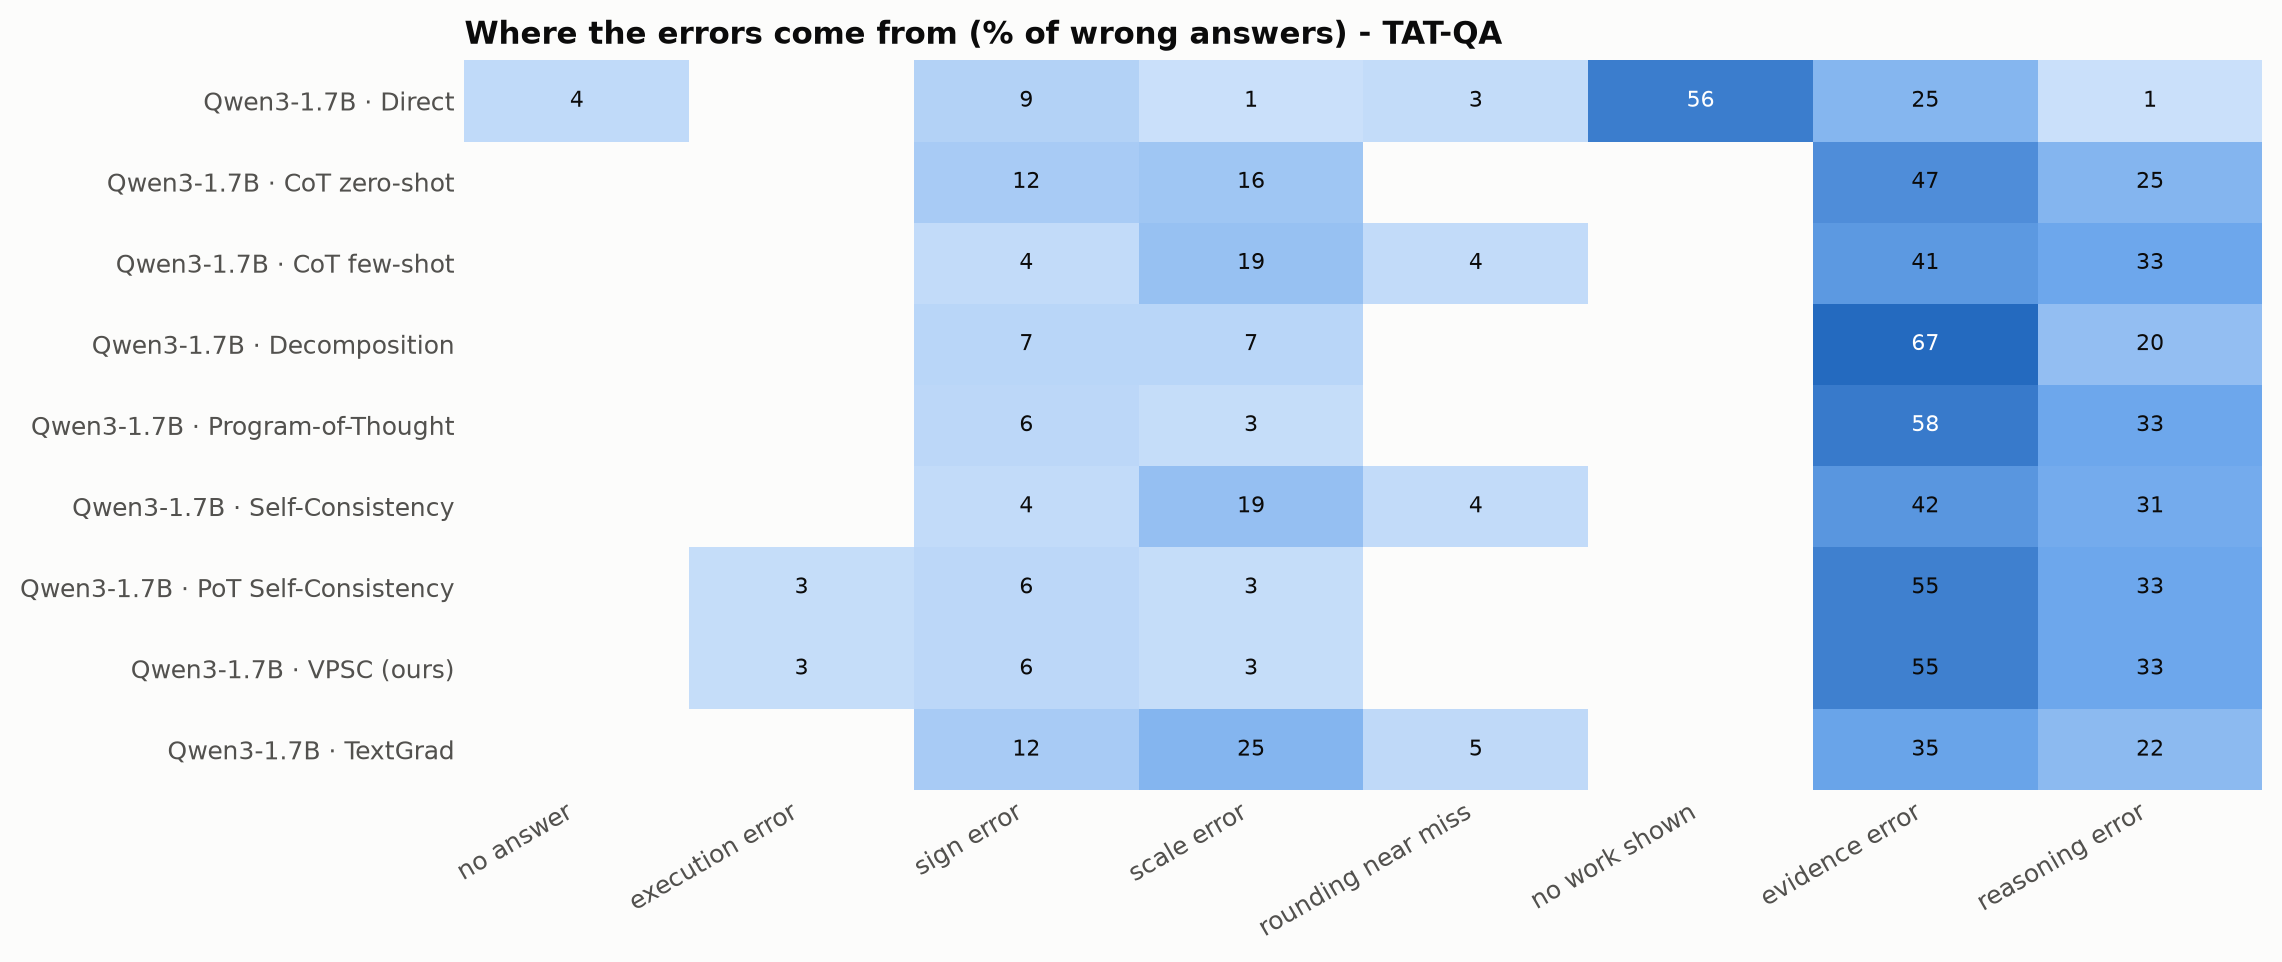 Where the errors come from (% of wrong answers) - TAT-QA
Qwen3-1.7B · Direct 4 9 1 3 56 25 1
Qwen3-1.7B · CoT zero-shot 12 16 47 25
Qwen3-1.7B · CoT few-shot 4 19 4 41 33
Qwen3-1.7B · Decomposition 7 7 67 20
Qwen3-1.7B · Program-of-Thought 6 3 58 33
Qwen3-1.7B · Self-Consistency 4 19 4 42 31
Qwen3-1.7B · PoT Self-Consistency 3 6 3 55 33
Qwen3-1.7B · VPSC (ours) 3 6 3 55 33
Qwen3-1.7B · TextGrad 12 25 5 35 22
no answer
execution error
sign error
scale error
rounding near miss
no work shown
evidence error
reasoning error